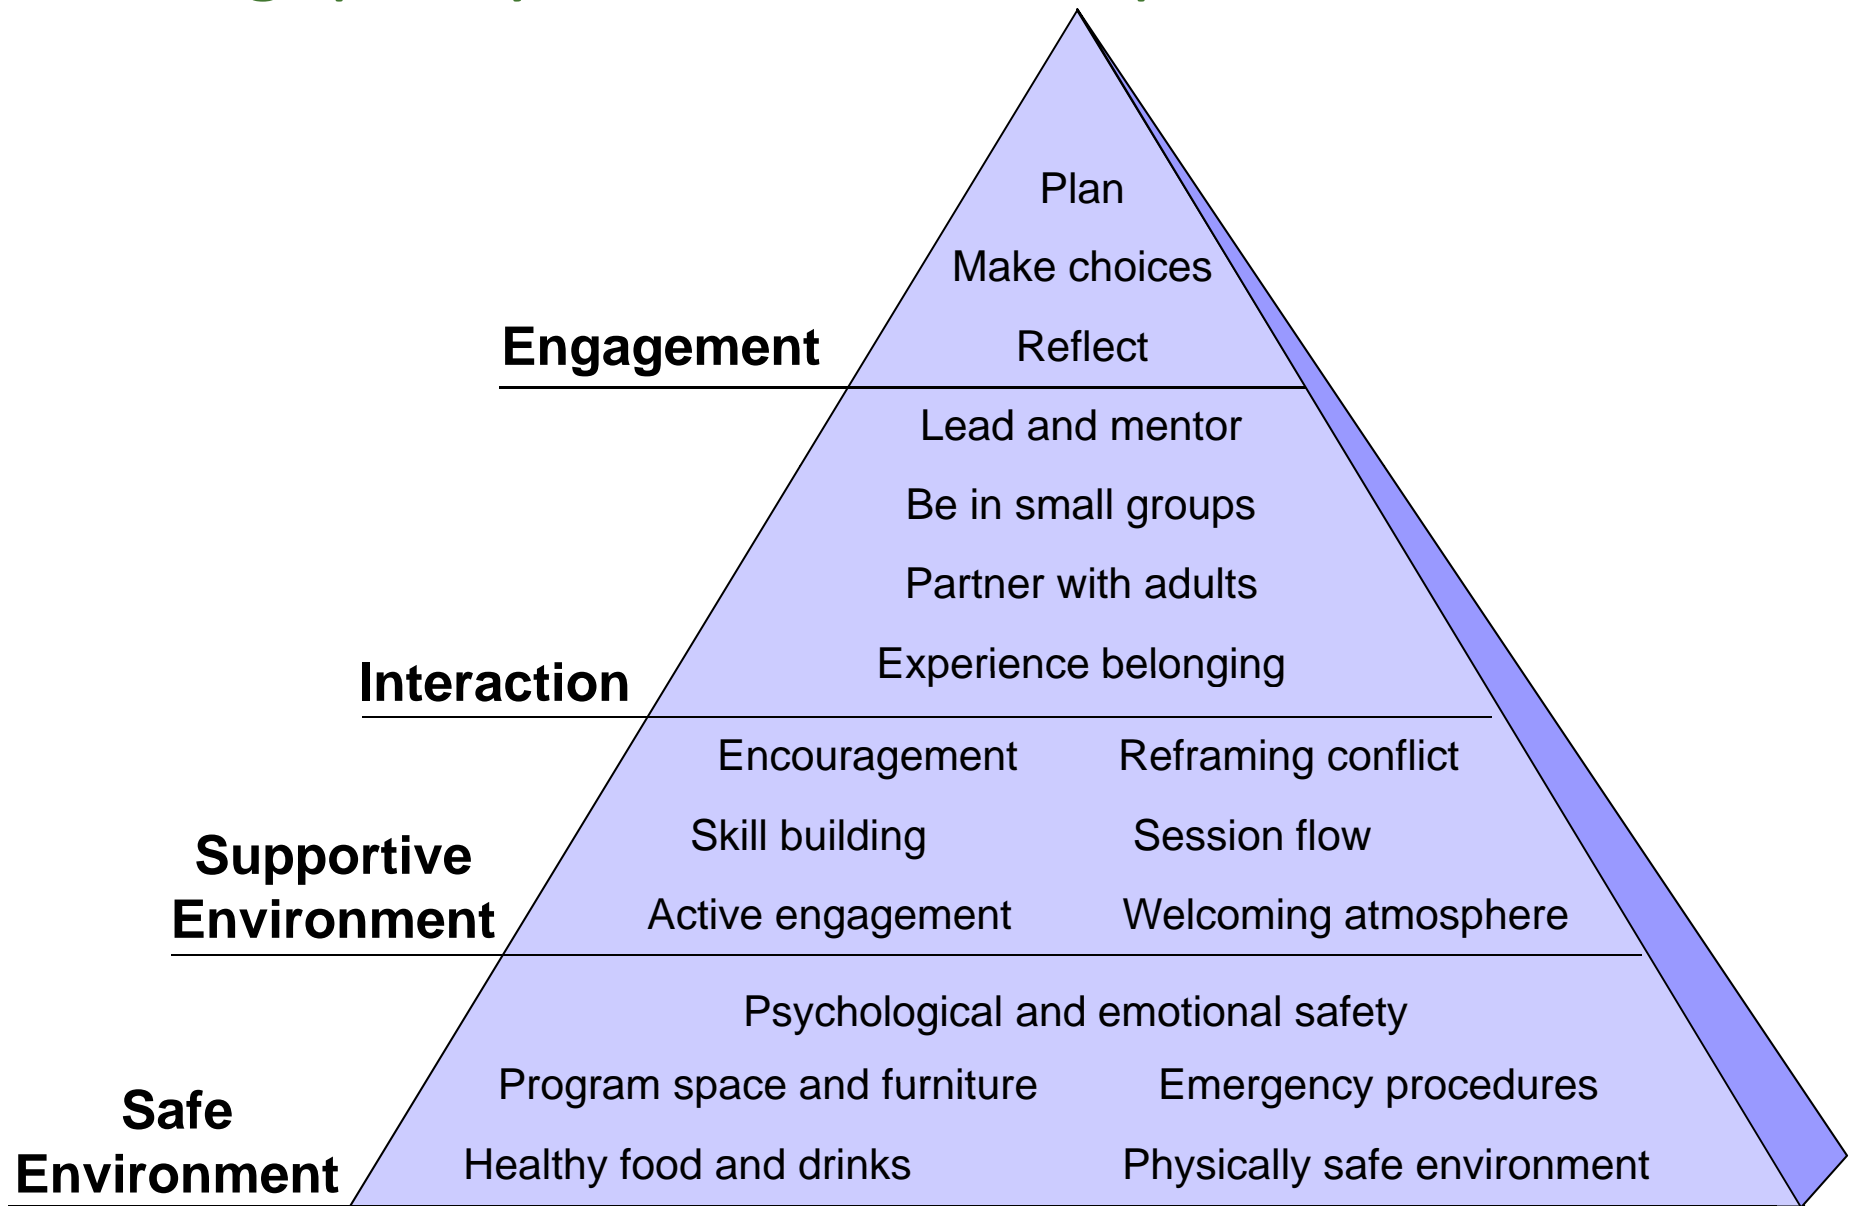 Plan
Make choices
Engagement
Reflect
Lead and mentor
Be in small groups
Partner with adults
Interaction
Experience belonging
Encouragement
Reframing conflict
Skill building
Session flow
Supportive
Environment
Active engagement
Welcoming atmosphere
Psychological and emotional safety
Program space and furniture
Emergency procedures
Safe
Environment
Healthy food and drinks
Physically safe environment